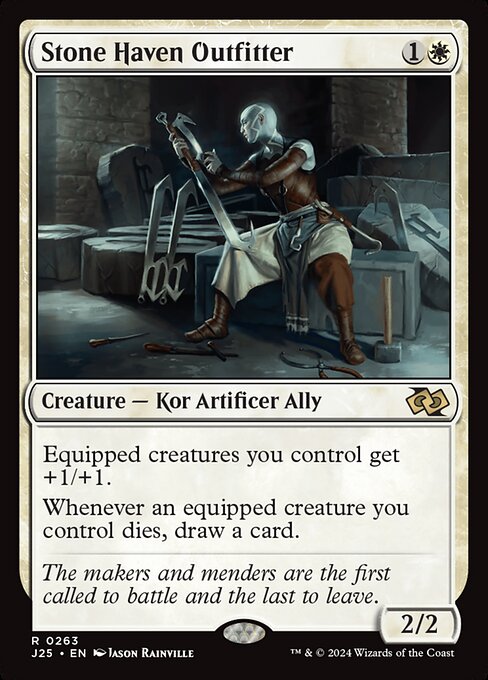 Stone Haven Outfitter 1
Creature — Kor Artificer Ally
Equipped creatures you control get
+1/+1.
Whenever an equipped creature you
control dies, draw a card.
The makers and menders are the first
called to battle and the last to leave.
2/2
R 0263
J25 • EN Jason Rainville
™ & © 2024 Wizards of the Coast